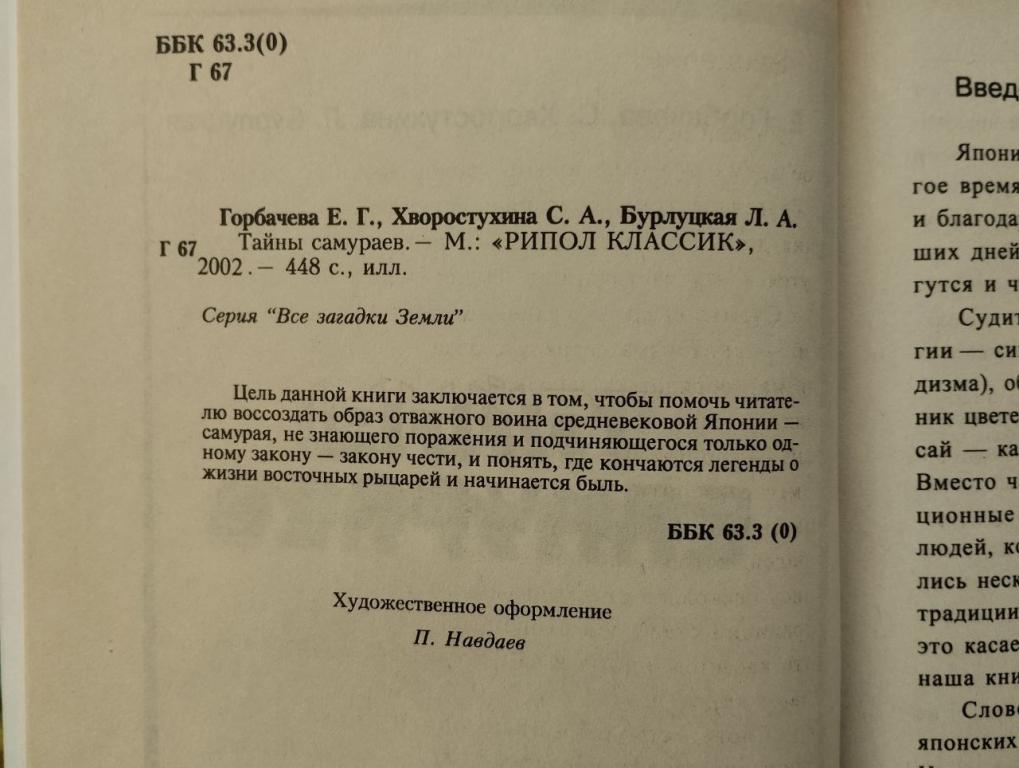 ББК 63.3(0)
Г 67
Горбачева Е. Г., Хворостухина С. А., Бурлуцкая Л. А.
Г 67
Тайны самураев. — М.: «РИПОЛ КЛАССИК»,
2002. — 448 с., илл.
Серия "Все загадки Земли"
Цель данной книги заключается в том, чтобы помочь читате-
лю воссоздать образ отважного воина средневековой Японии —
самурая, не знающего поражения и подчиняющегося только од-
ному закону — закону чести, и понять, где кончаются легенды о
жизни восточных рыцарей и начинается быль.
ББК 63.3 (0)
Художественное оформление
П. Навдаев
Введ
Япони
гое время
и благода
ших дней
гутся и ч
Судит
гии — си
дизма), об
ник цвете
сай — ка
Вместо ч
ционные
людей, ко
лись неск
традиции
это касае
наша кни
Слово
японских